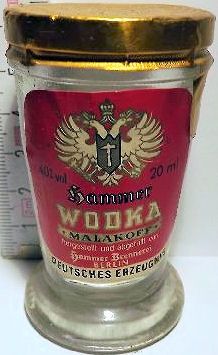 40% vol 20 ml
Hammer
WODKA
MALAKOFF
hergestellt und abgefüllt von
Hammer Brennerei
BERLIN
DEUTSCHES ERZEUGNIS